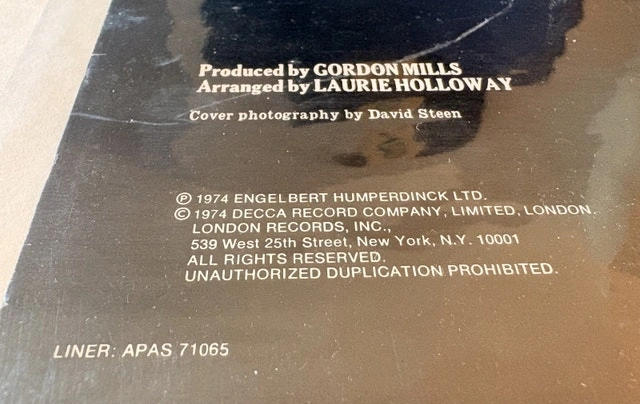 Produced by GORDON MILLS
Arranged by LAURIE HOLLOWAY
Cover photography by David Steen
℗ 1974 ENGELBERT HUMPERDINCK LTD.
© 1974 DECCA RECORD COMPANY, LIMITED, LONDON.
LONDON RECORDS, INC.,
539 West 25th Street, New York, N.Y. 10001
ALL RIGHTS RESERVED.
UNAUTHORIZED DUPLICATION PROHIBITED.
LINER: APAS 71065